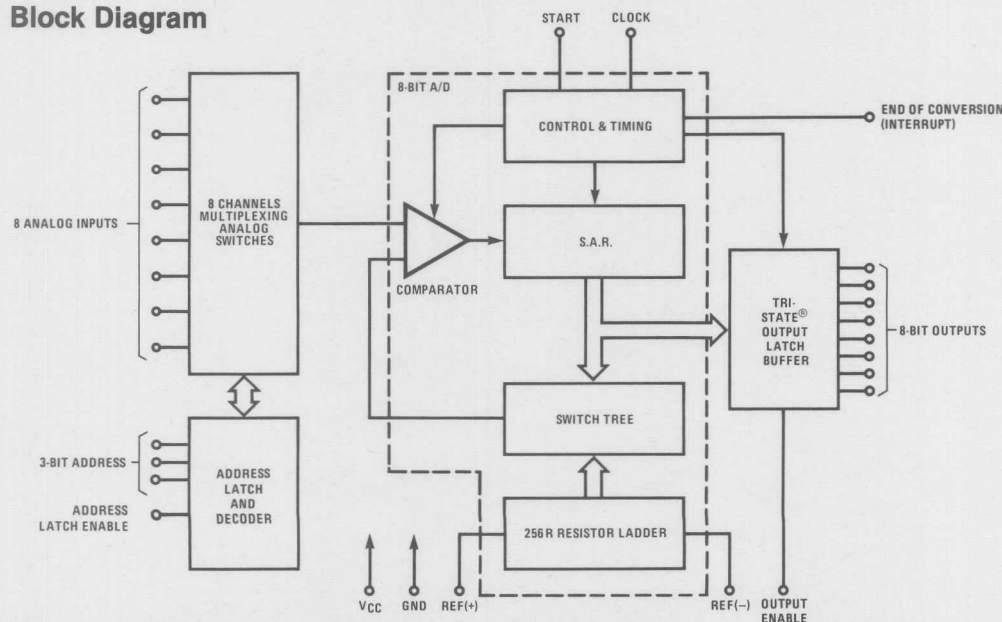 Block Diagram
START
CLOCK
8-BIT A/D
CONTROL & TIMING
END OF CONVERSION
(INTERRUPT)
8 ANALOG INPUTS
8 CHANNELS
MULTIPLEXING
ANALOG
SWITCHES
S.A.R.
COMPARATOR
TRI-
STATE®
OUTPUT
LATCH
BUFFER
8-BIT OUTPUTS
SWITCH TREE
3-BIT ADDRESS
ADDRESS
LATCH ENABLE
ADDRESS
LATCH
AND
DECODER
256R RESISTOR LADDER
VCC
GND
REF(+)
REF(−)
OUTPUT
ENABLE